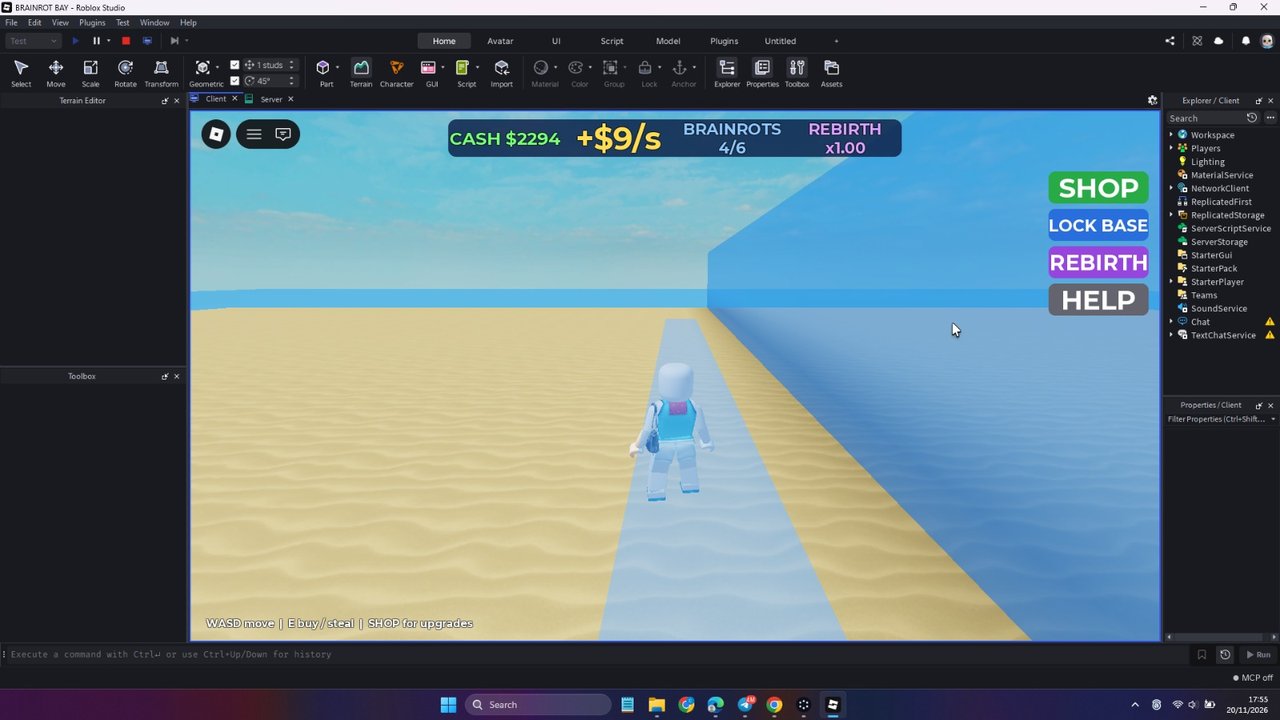 BRAINROT BAY - Roblox Studio
File Edit View Plugins Test Window Help
Test
Home Avatar UI Script Model Plugins Untitled +
Select Move Scale Rotate Transform Geometric 1 studs 45° Part Terrain Character GUI Script Import Material Color Group Lock Anchor Explorer Properties Toolbox Assets
Terrain Editor
Client
Server
Explorer / Client
Search
Workspace
Players
Lighting
MaterialService
NetworkClient
ReplicatedFirst
ReplicatedStorage
ServerScriptService
ServerStorage
StarterGui
StarterPack
StarterPlayer
Teams
SoundService
Chat
TextChatService
CASH $2294
+$9/s
BRAINROTS
4/6
REBIRTH
x1.00
SHOP
LOCK BASE
REBIRTH
HELP
Toolbox
Properties / Client
Filter Properties (Ctrl+Shift...
WASD move | E buy / steal | SHOP for upgrades
Execute a command with Ctrl↵ or use Ctrl+Up/Down for history
Run
MCP off
Search
17:55
20/11/2026